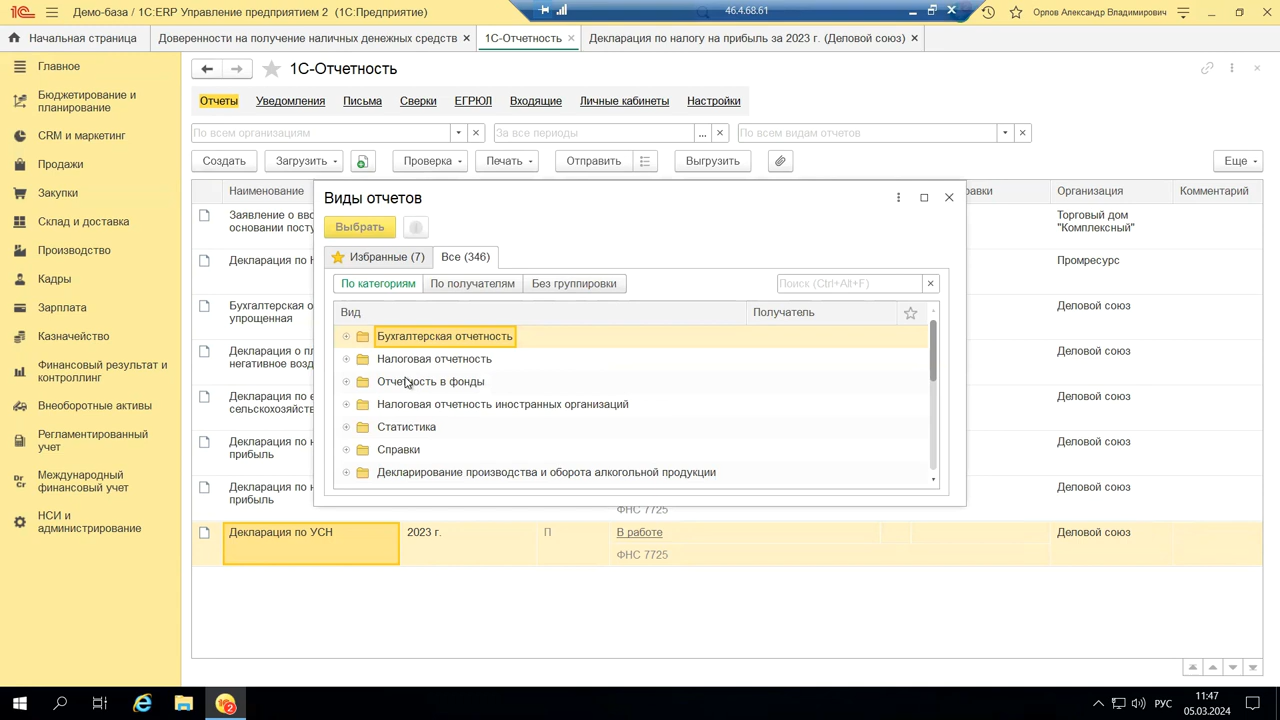 Демо-база / 1С:ERP Управление предприятием 2 (1С:Предприятие)
46.4.68.61
Орлов Александр Владимирович
Начальная страница
Доверенности на получение наличных денежных средств
1С-Отчетность
Декларация по налогу на прибыль за 2023 г. (Деловой союз)
Главное
Бюджетирование и
планирование
CRM и маркетинг
Продажи
Закупки
Склад и доставка
Производство
Кадры
Зарплата
Казначейство
Финансовый результат и
контроллинг
Внеоборотные активы
Регламентированный
учет
Международный
финансовый учет
НСИ и
администрирование
1С-Отчетность
Отчеты Уведомления Письма Сверки ЕГРЮЛ Входящие Личные кабинеты Настройки
По всем организациям За все периоды ... По всем видам отчетов
Создать Загрузить Проверка Печать Отправить Выгрузить Еще
Наименование Организация Комментарий
Торговый дом
"Комплексный"
Промресурс
Деловой союз
упрощенная
Деловой союз
Деловой союз
Деловой союз
прибыль
Деловой союз
прибыль
ФНС 7725
Декларация по УСН 2023 г. П В работе Деловой союз
ФНС 7725
Виды отчетов
Выбрать
Избранные (7) Все (346)
По категориям По получателям Без группировки Поиск (Ctrl+Alt+F)
Вид Получатель
Бухгалтерская отчетность
Налоговая отчетность
Отчетность в фонды
Налоговая отчетность иностранных организаций
Статистика
Справки
Декларирование производства и оборота алкогольной продукции
РУС
11:47
05.03.2024